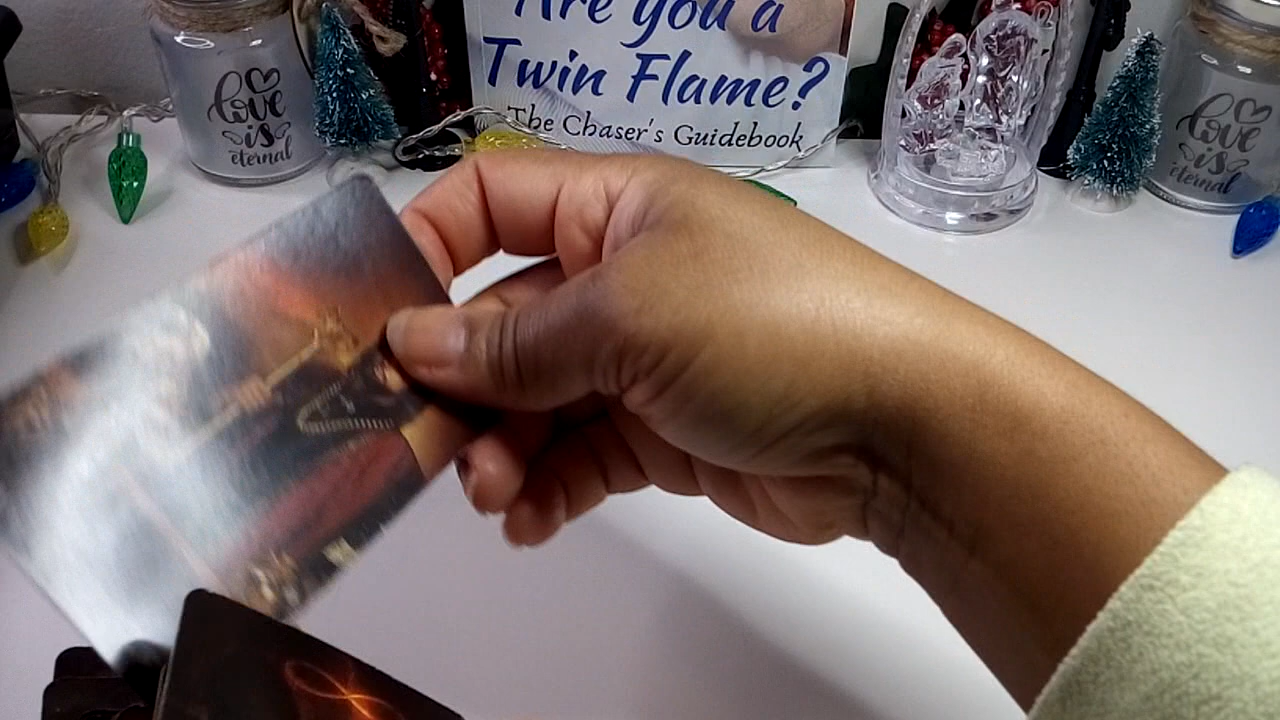 Are you a
Twin Flame?
The Chaser's Guidebook
love
is
eternal
love
is
eternal